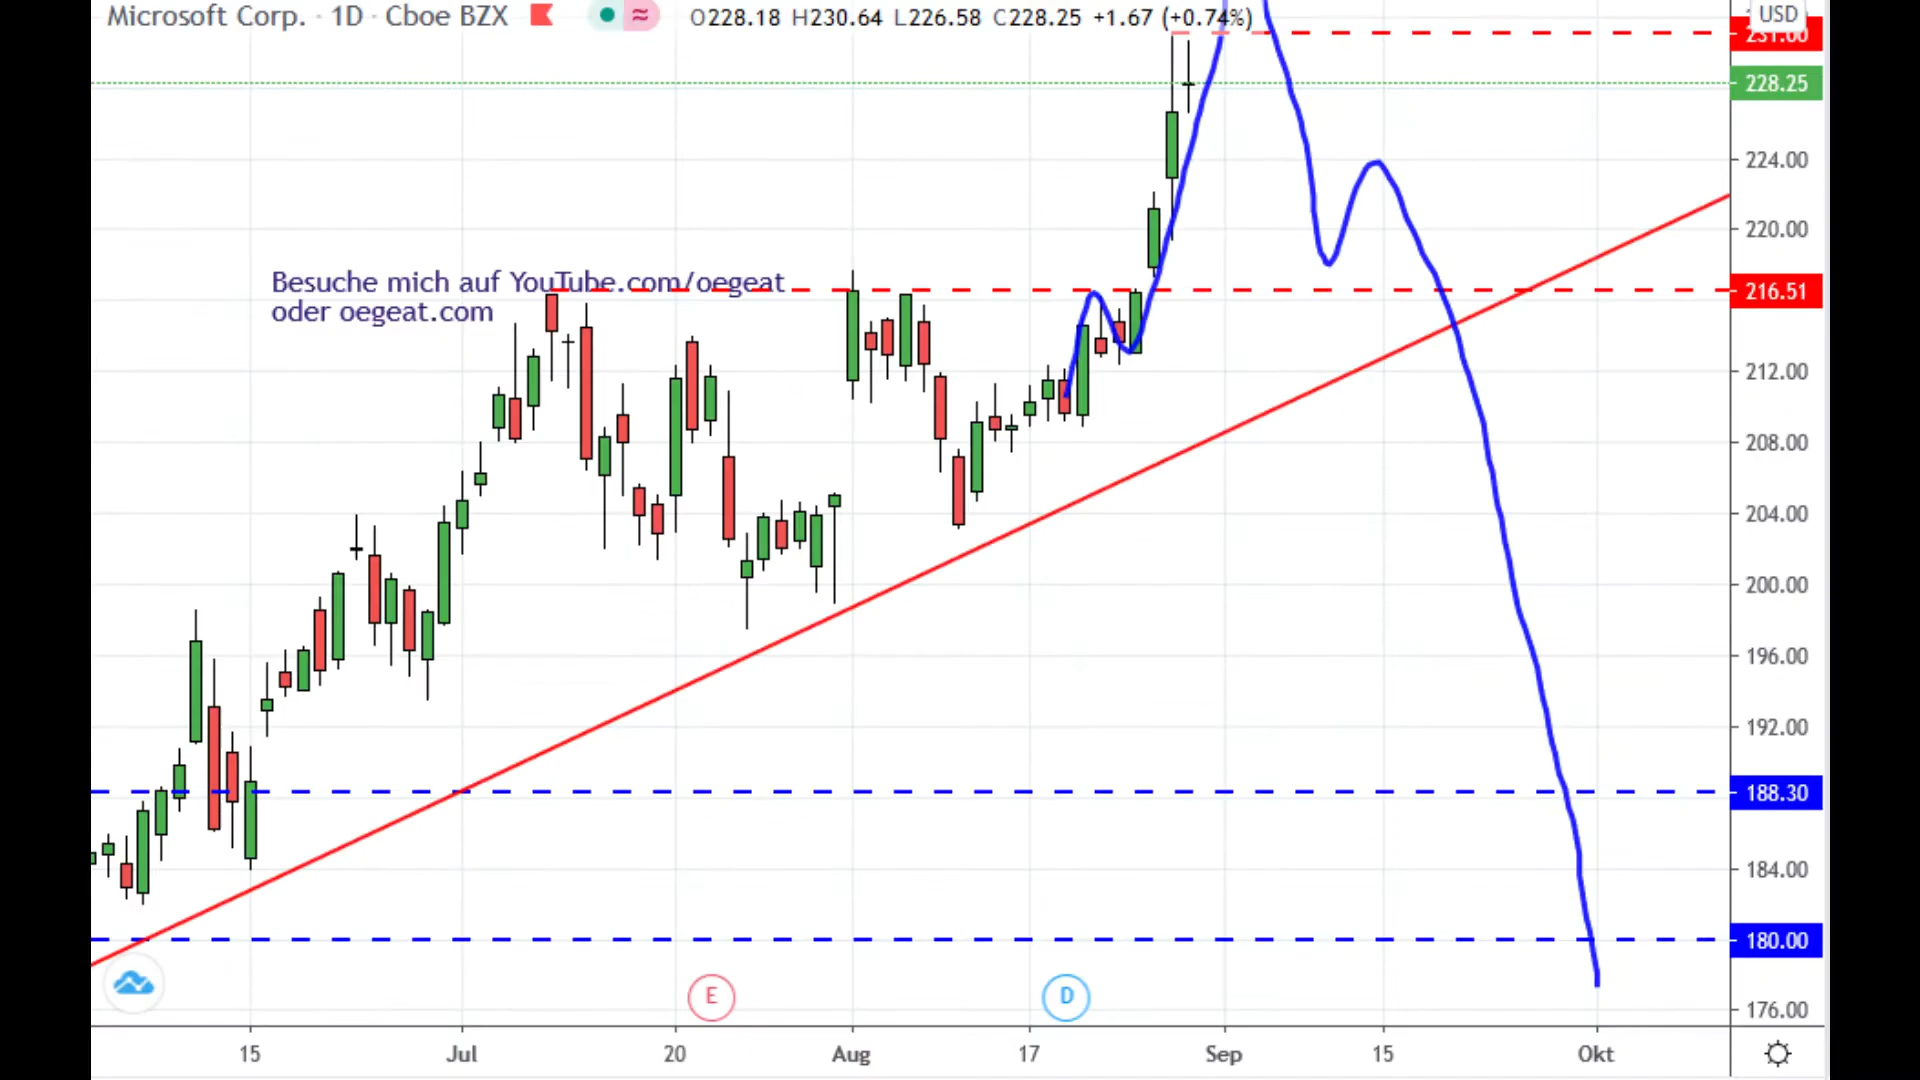 Microsoft Corp. · 1D · Cboe BZX ≈ O228.18 H230.64 L226.58 C228.25 +1.67 (+0.74%)
USD
231.00
228.25
224.00
220.00
Besuche mich auf YouTube.com/oegeat
oder oegeat.com
216.51
212.00
208.00
204.00
200.00
196.00
192.00
188.30
184.00
180.00
E
D
176.00
15 Jul 20 Aug 17 Sep 15 Okt